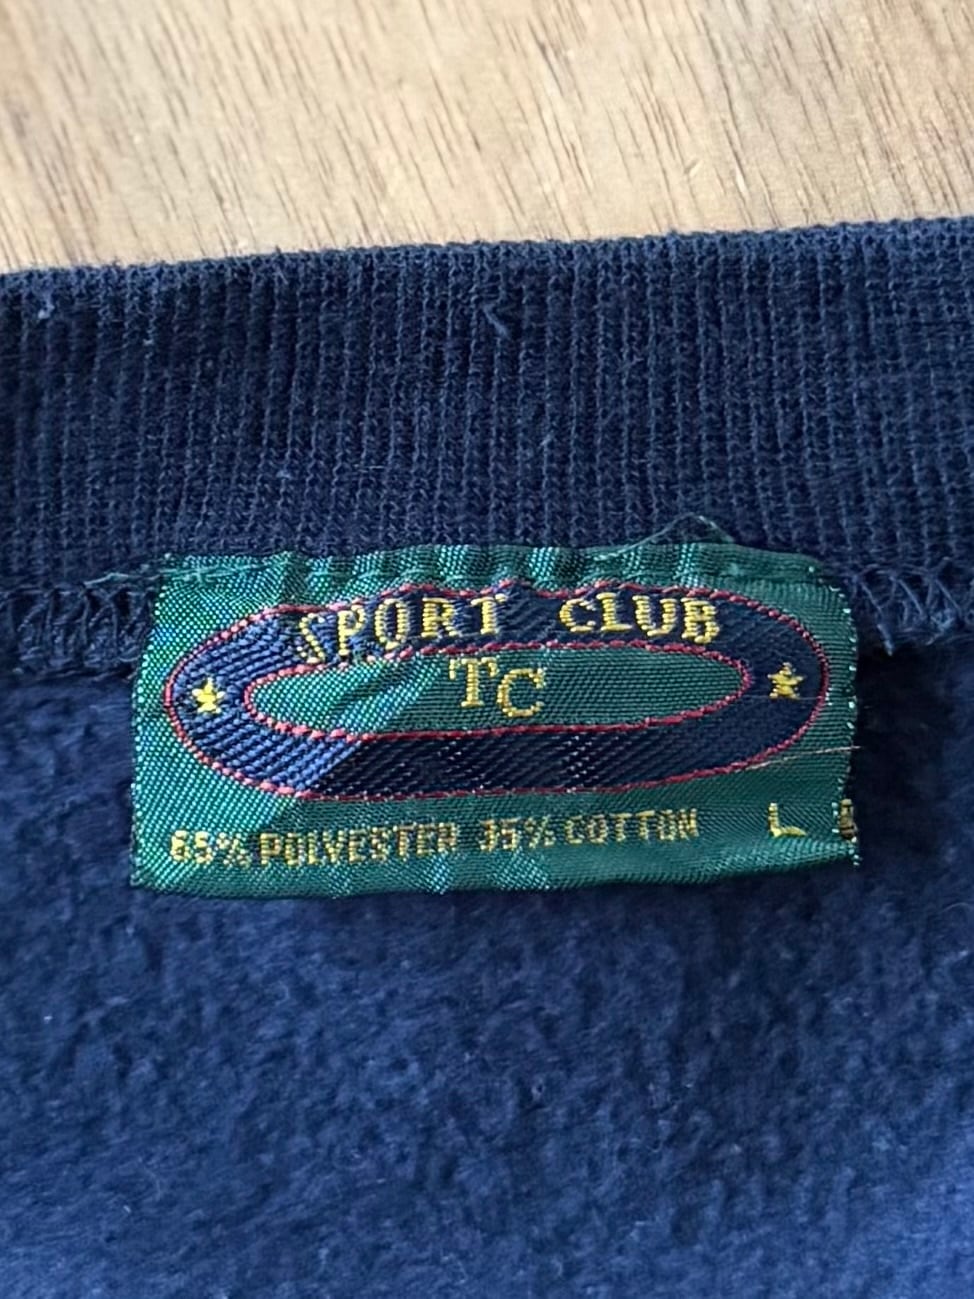 SPORT CLUB
TC
65% POLYESTER 35% COTTON L